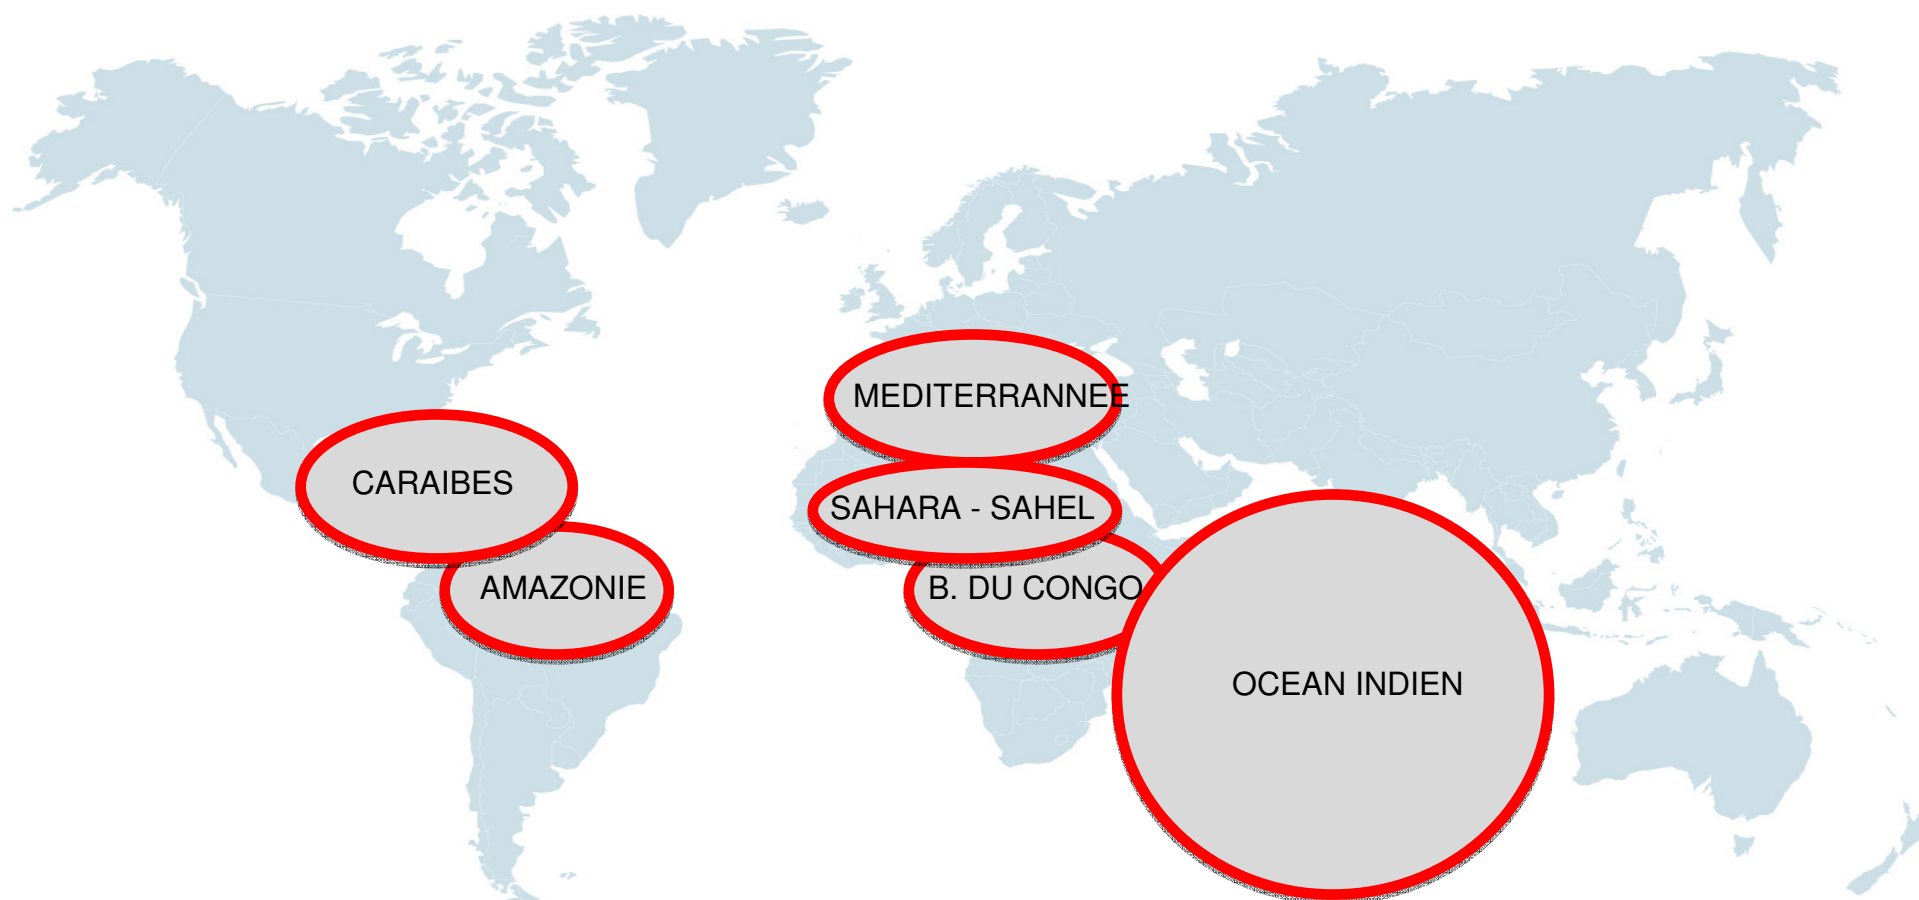 MEDITERRANNEE
CARAIBES
SAHARA - SAHEL
AMAZONIE
B. DU CONGO
OCEAN INDIEN